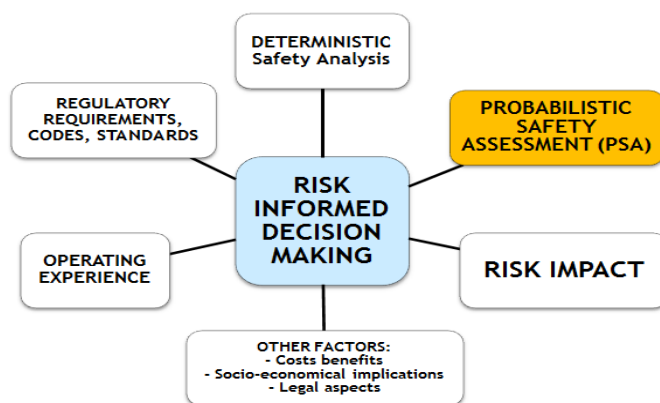 DETERMINISTIC
Safety Analysis
REGULATORY
REQUIREMENTS,
CODES, STANDARDS
PROBABILISTIC
SAFETY
ASSESSMENT (PSA)
RISK
INFORMED
DECISION
MAKING
OPERATING
EXPERIENCE
RISK IMPACT
OTHER FACTORS:
- Costs benefits
- Socio-economical implications
- Legal aspects